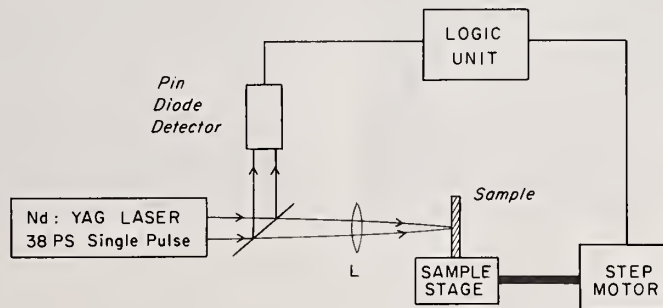 LOGIC
UNIT
Pin
Diode
Detector
Nd: YAG LASER
38 PS Single Pulse
L
Sample
SAMPLE
STAGE
STEP
MOTOR